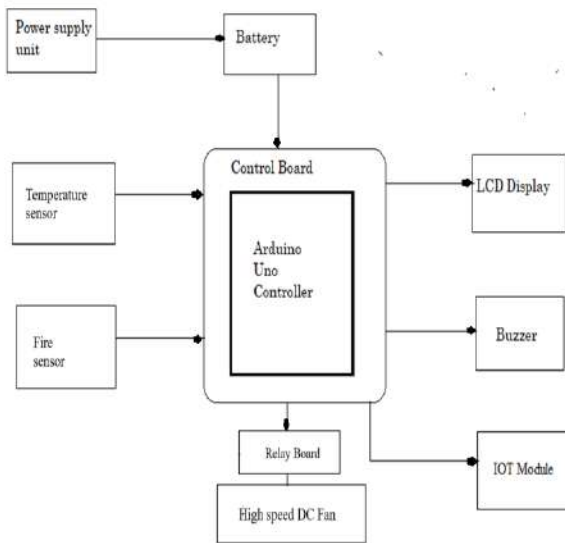 Power supply
unit
Battery
Control Board
Temperature
sensor
LCD Display
Arduino
Uno
Controller
Fire
sensor
Buzzer
Relay Board
IOT Module
High speed DC Fan